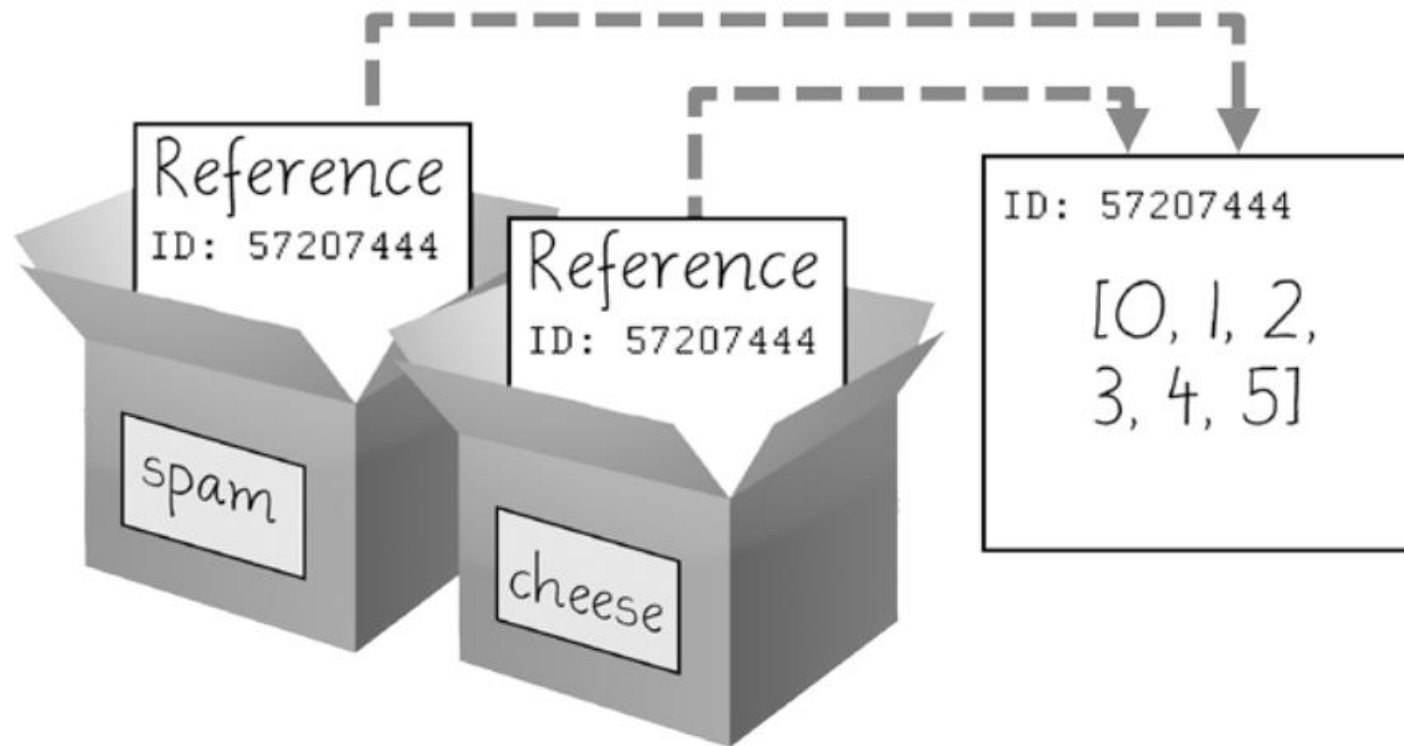 Reference
ID: 57207444
spam
Reference
ID: 57207444
cheese
ID: 57207444
[0, 1, 2,
3, 4, 5]